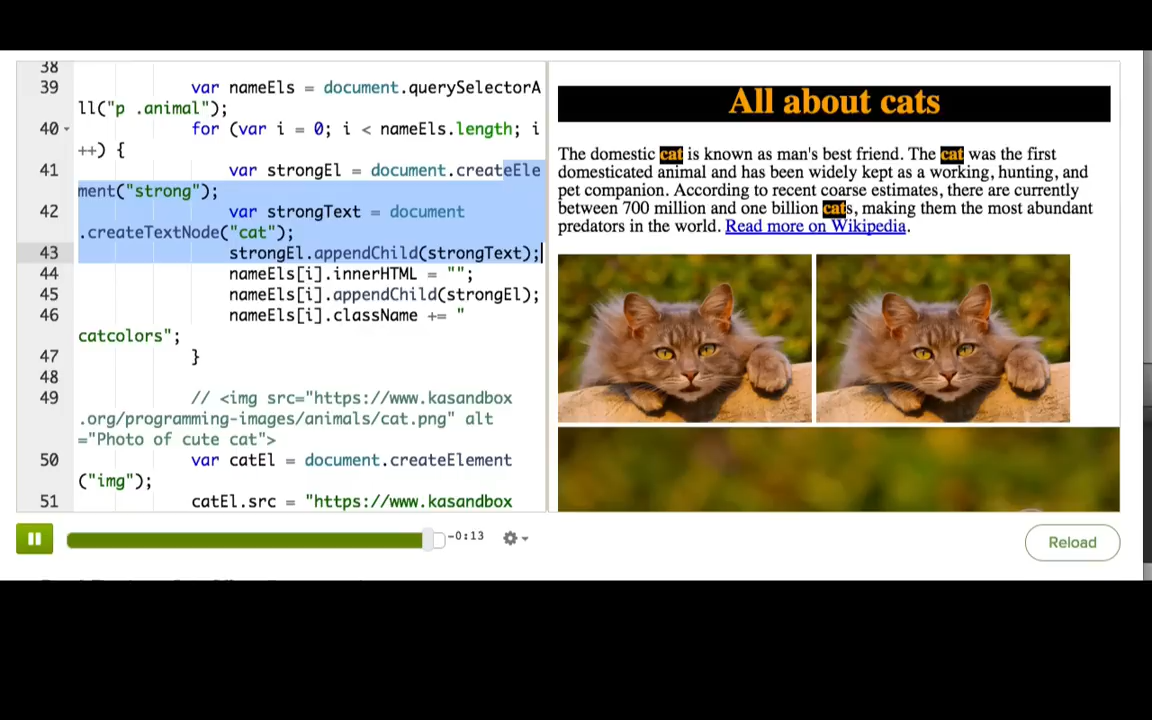 38
39 var nameEls = document.querySelectorA
ll("p .animal");
40 for (var i = 0; i < nameEls.length; i
++) {
41 var strongEl = document.createEle
ment("strong");
42 var strongText = document
.createTextNode("cat");
43 strongEl.appendChild(strongText);
44 nameEls[i].innerHTML = "";
45 nameEls[i].appendChild(strongEl);
46 nameEls[i].className += "
catcolors";
47 }
48
49 // <img src="https://www.kasandbox
.org/programming-images/animals/cat.png" alt
="Photo of cute cat">
50 var catEl = document.createElement
("img");
51 catEl.src = "https://www.kasandbox
All about cats
The domestic cat is known as man's best friend. The cat was the first
domesticated animal and has been widely kept as a working, hunting, and
pet companion. According to recent coarse estimates, there are currently
between 700 million and one billion cats, making them the most abundant
predators in the world. Read more on Wikipedia.
-0:13
Reload